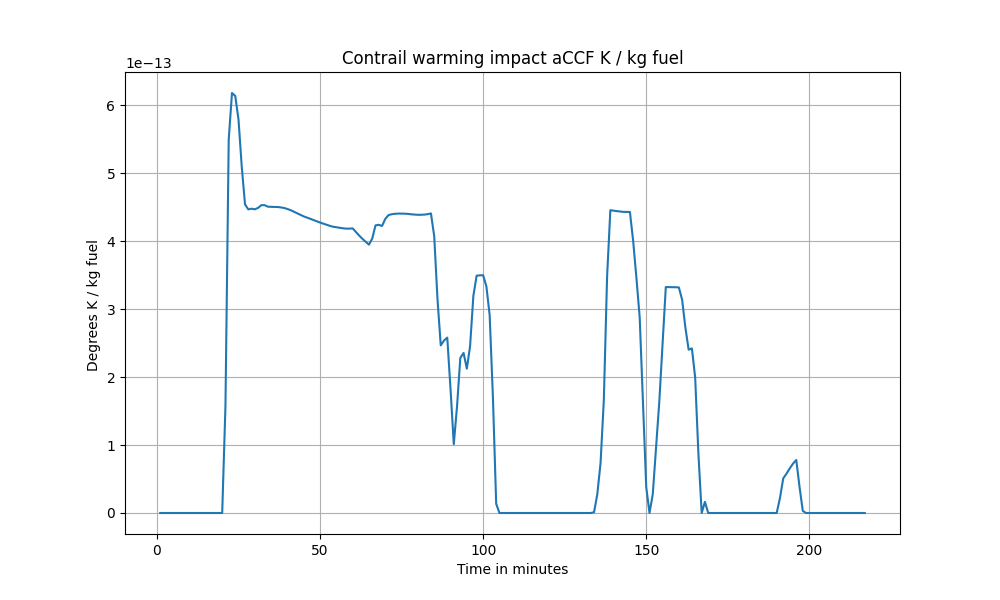 Contrail warming impact aCCF K / kg fuel
1e−13
6
5
4
3
2
1
0
Degrees K / kg fuel
0 50 100 150 200
Time in minutes